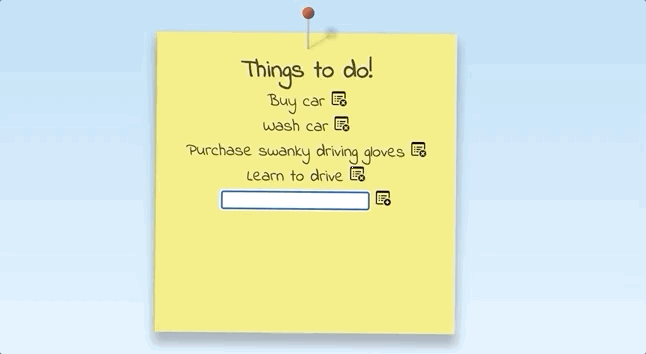 Things to do!
Buy car
Wash car
Purchase swanky driving gloves
Learn to drive